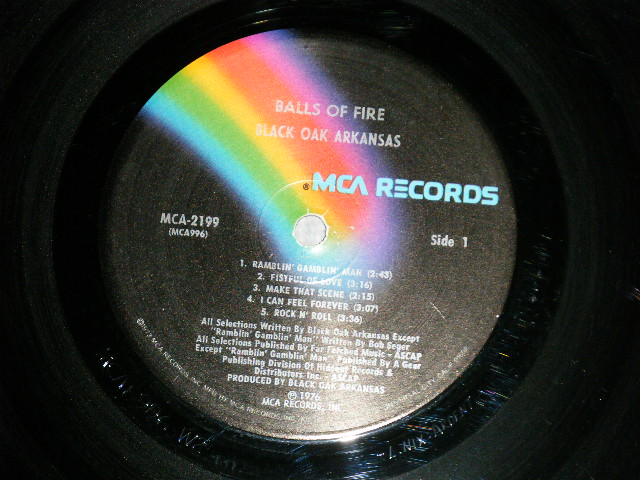 BALLS OF FIRE
BLACK OAK ARKANSAS
®MCA RECORDS
MCA-2199
(MCA996)
Side 1
1. RAMBLIN' GAMBLIN' MAN (2:43)
2. FISTFUL OF LOVE (3:16)
3. MAKE THAT SCENE (2:15)
4. I CAN FEEL FOREVER (3:07)
5. ROCK N' ROLL (3:36)
All Selections Written By Black Oak Arkansas Except
"Ramblin' Gamblin' Man" Written By Bob Seger
All Selections Published By Far Fetched Music - ASCAP
Except "Ramblin' Gamblin' Man" Published By A Gear
Publishing Division Of Hideout Records &
Distributors Inc. - ASCAP
PRODUCED BY BLACK OAK ARKANSAS
℗ 1976
MCA RECORDS, INC.